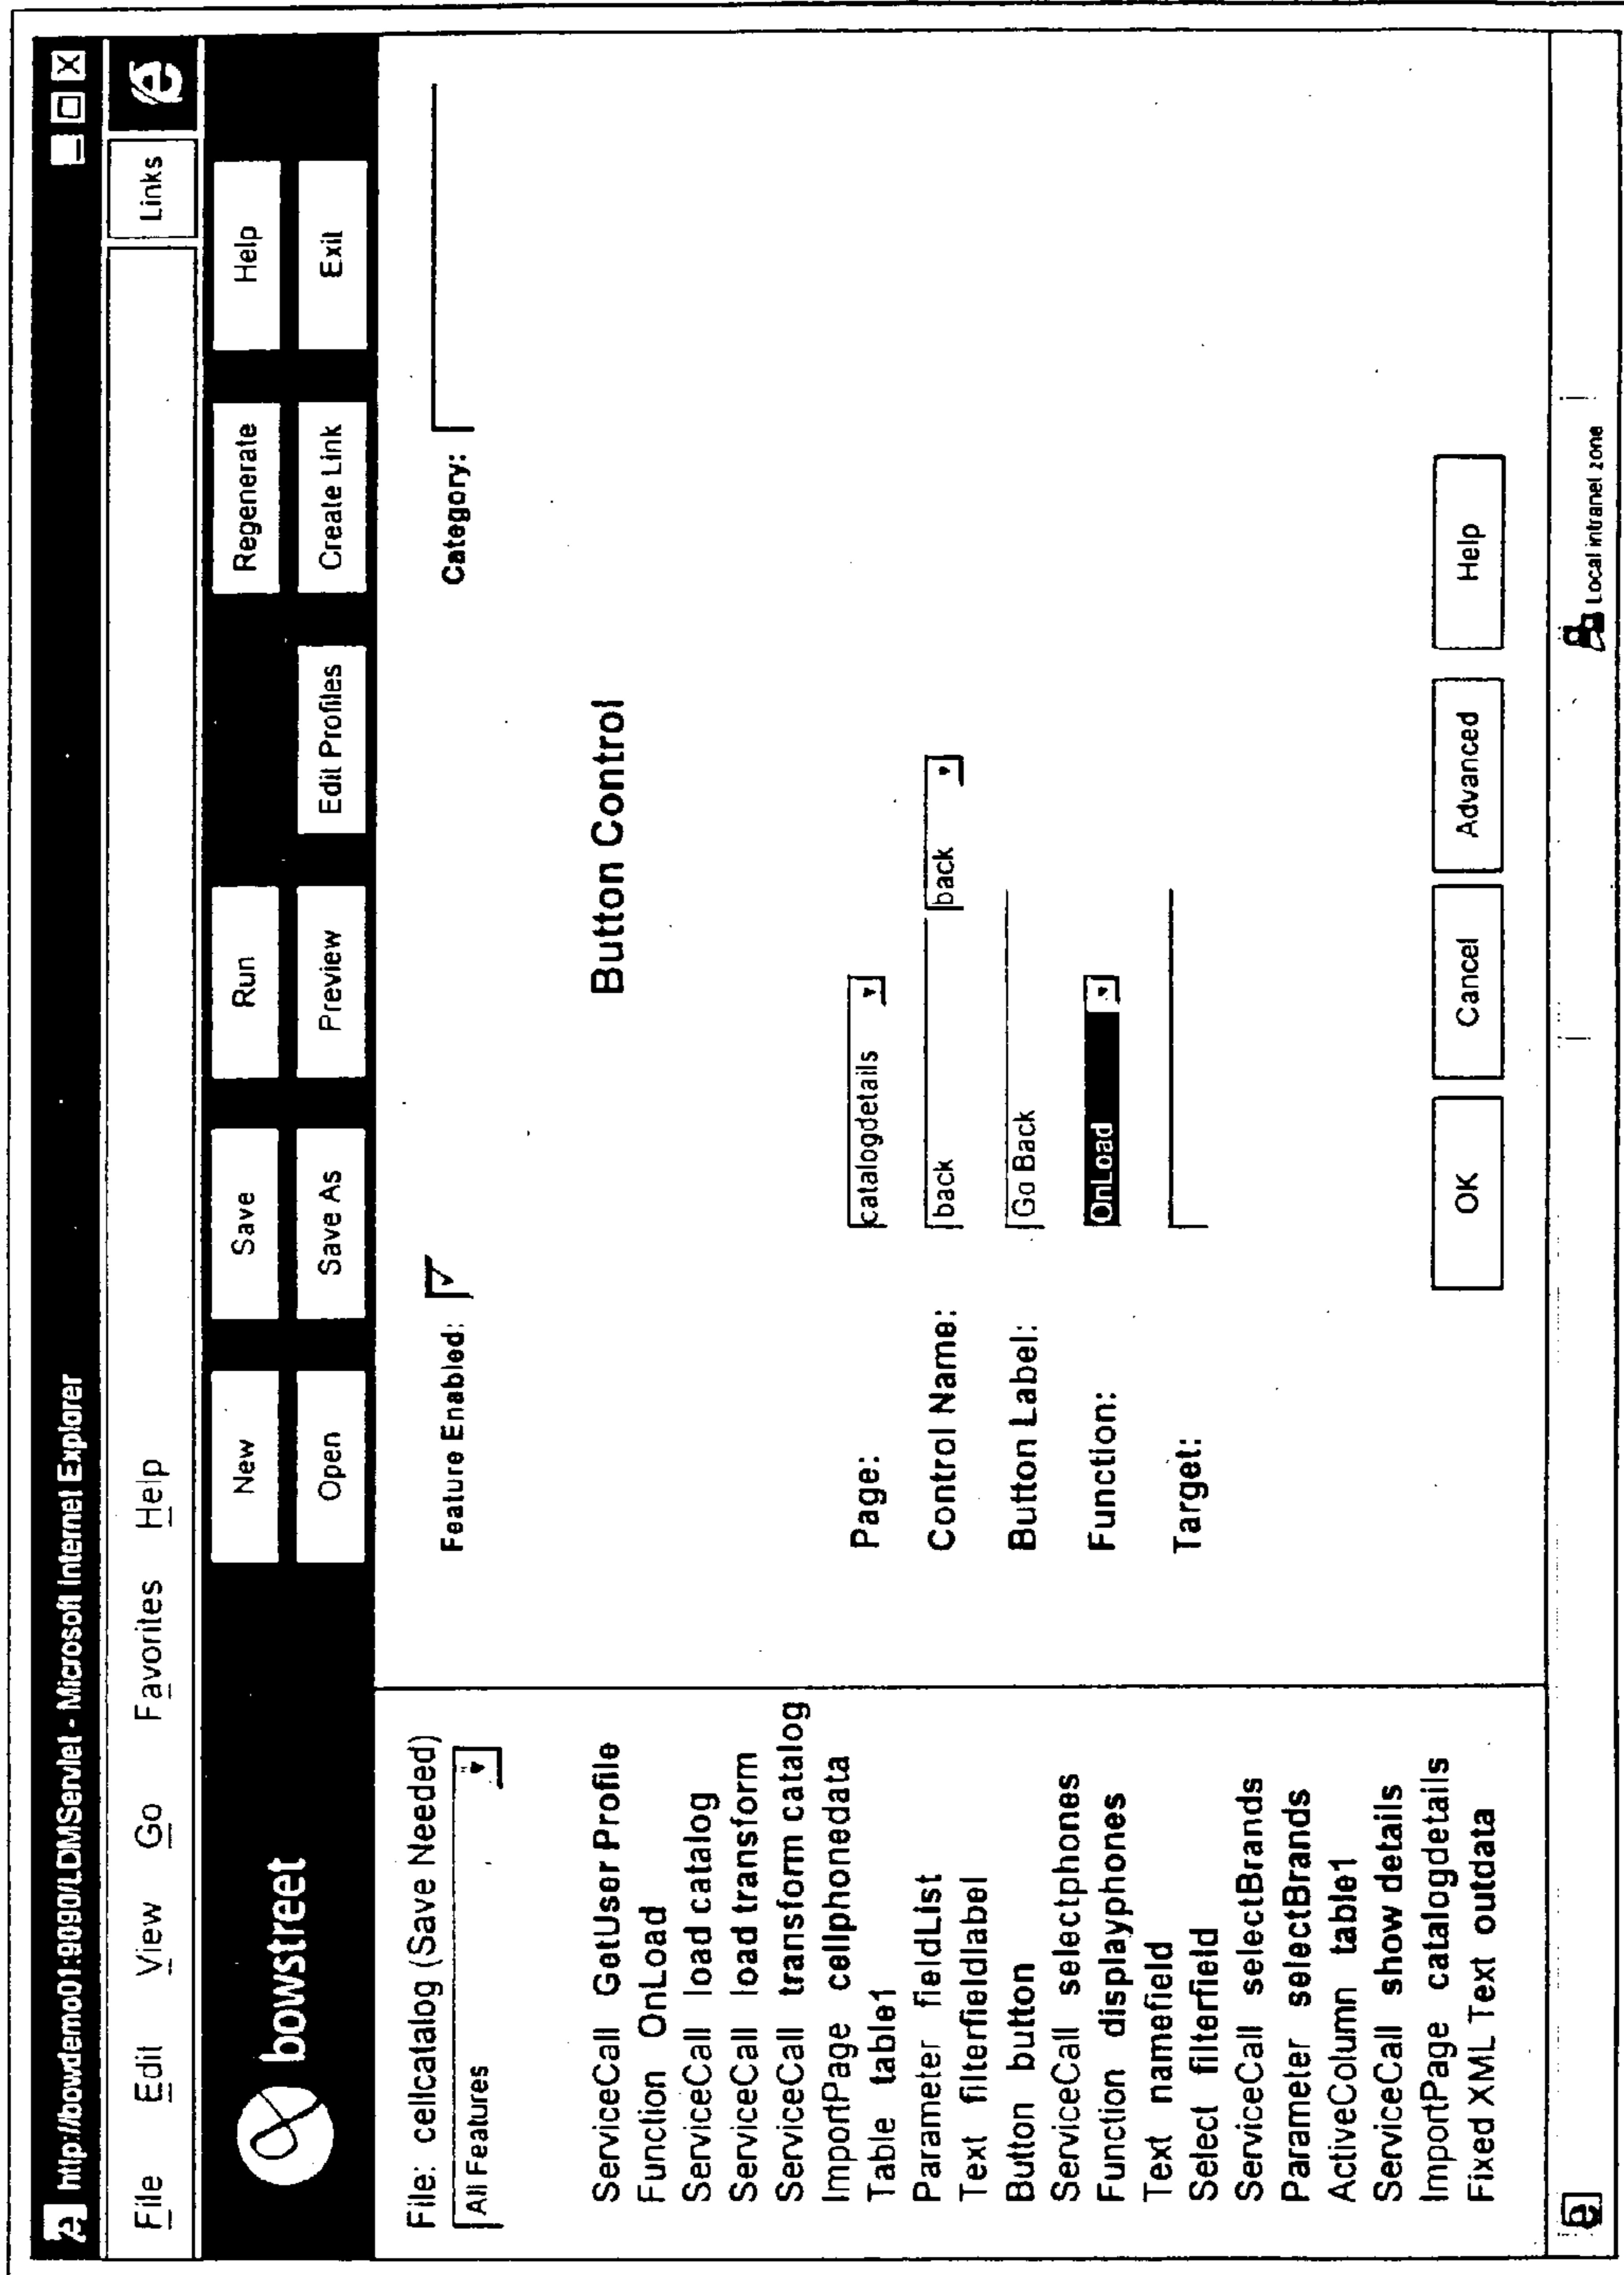 http://bowdemo01:9090/LDMServlet - Microsoft Internet Explorer
File Edit View Go Favorites Help
Links
bowstreet
New Save Run Regenerate Help
Open Save As Preview Edit Profiles Create Link Exit
File: cellcatalog (Save Needed)
All Features
ServiceCall GetUser Profile
Function OnLoad
ServiceCall load catalog
ServiceCall load transform
ServiceCall transform catalog
ImportPage cellphonedata
Table table1
Parameter fieldList
Text filterfieldlabel
Button button
ServiceCall selectphones
Function displayphones
Text namefield
Select filterfield
ServiceCall selectBrands
Parameter selectBrands
ActiveColumn table1
ServiceCall show details
ImportPage catalogdetails
Fixed XML Text outdata
Feature Enabled:
Category:
Button Control
Page: catalogdetails
Control Name: back back
Button Label: Go Back
Function: OnLoad
Target:
OK Cancel Advanced Help
Local intranet zone